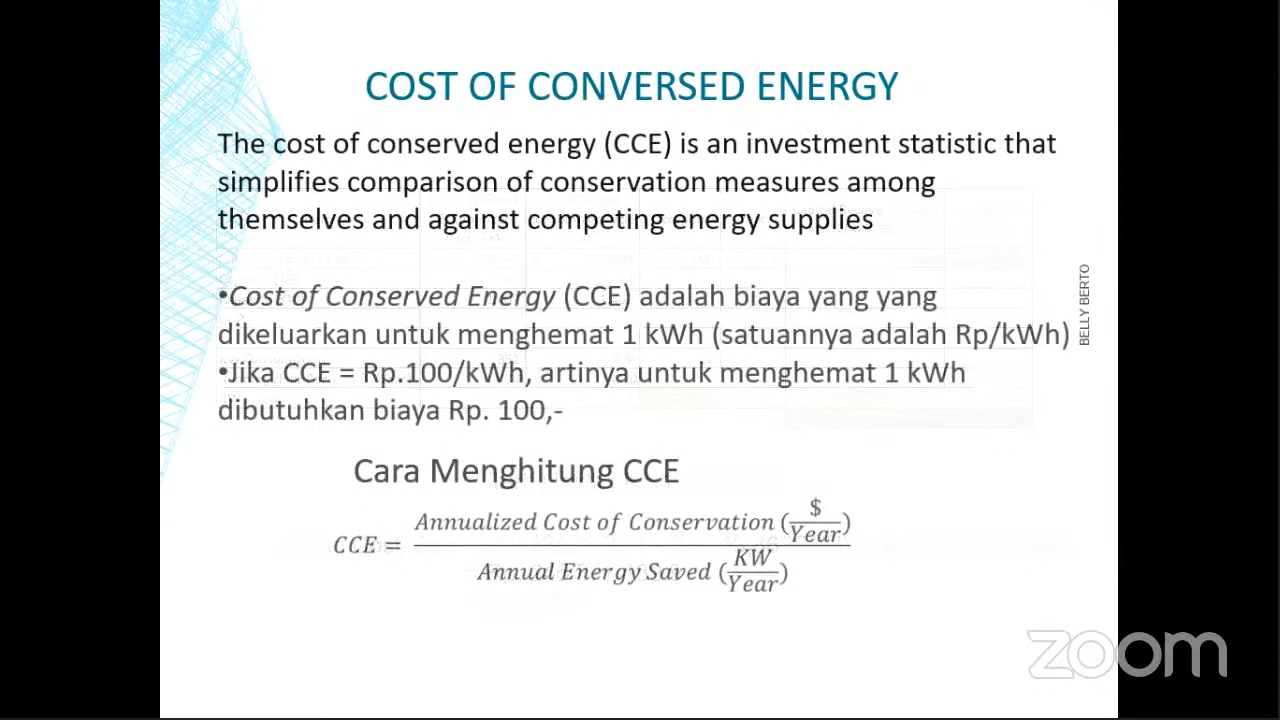 COST OF CONVERSED ENERGY
The cost of conserved energy (CCE) is an investment statistic that
simplifies comparison of conservation measures among
themselves and against competing energy supplies
•Cost of Conserved Energy (CCE) adalah biaya yang yang
dikeluarkan untuk menghemat 1 kWh (satuannya adalah Rp/kWh)
•Jika CCE = Rp.100/kWh, artinya untuk menghemat 1 kWh
dibutuhkan biaya Rp. 100,-
BELLY BERTO
Cara Menghitung CCE
CCE = Annualized Cost of Conservation ($/Year)
Annual Energy Saved (KW/Year)
zoom